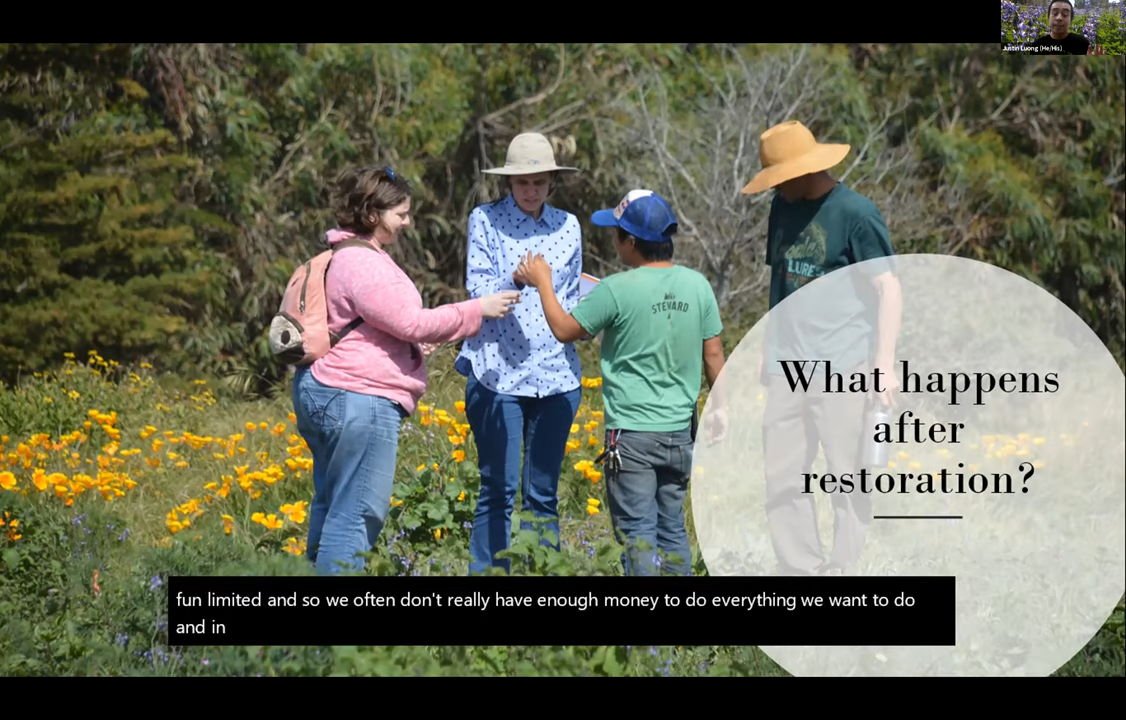 Justin Luong (He/His)
LURE
STEWARD
What happens
after
restoration?
fun limited and so we often don't really have enough money to do everything we want to do
and in